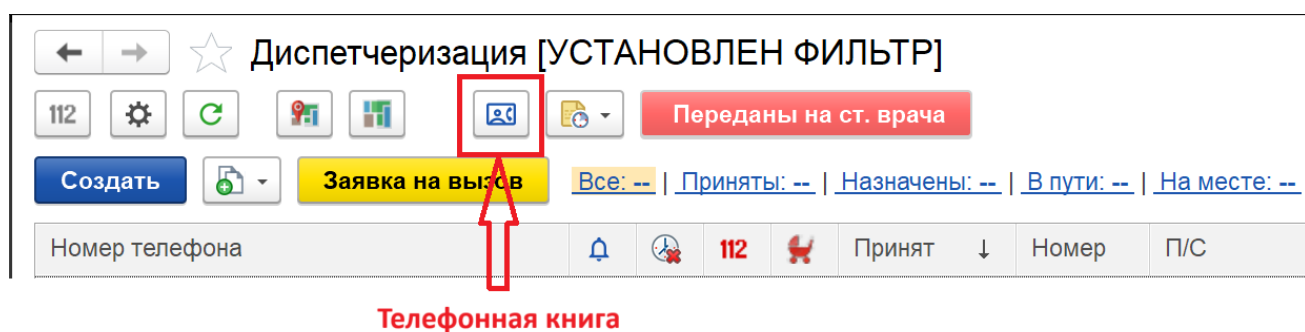 Диспетчеризация [УСТАНОВЛЕН ФИЛЬТР]
112 Переданы на ст. врача
Создать Заявка на вызов Все: -- | Приняты: -- | Назначены: -- | В пути: -- | На месте: --
Номер телефона 112 Принят ↓ Номер П/С
Телефонная книга